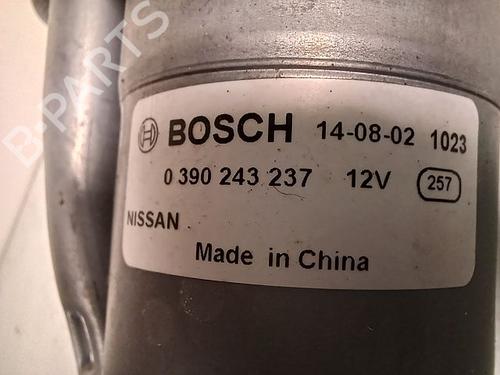 B-PARTS
BOSCH 14-08-02 1023
0 390 243 237 12V 257
NISSAN
Made in China